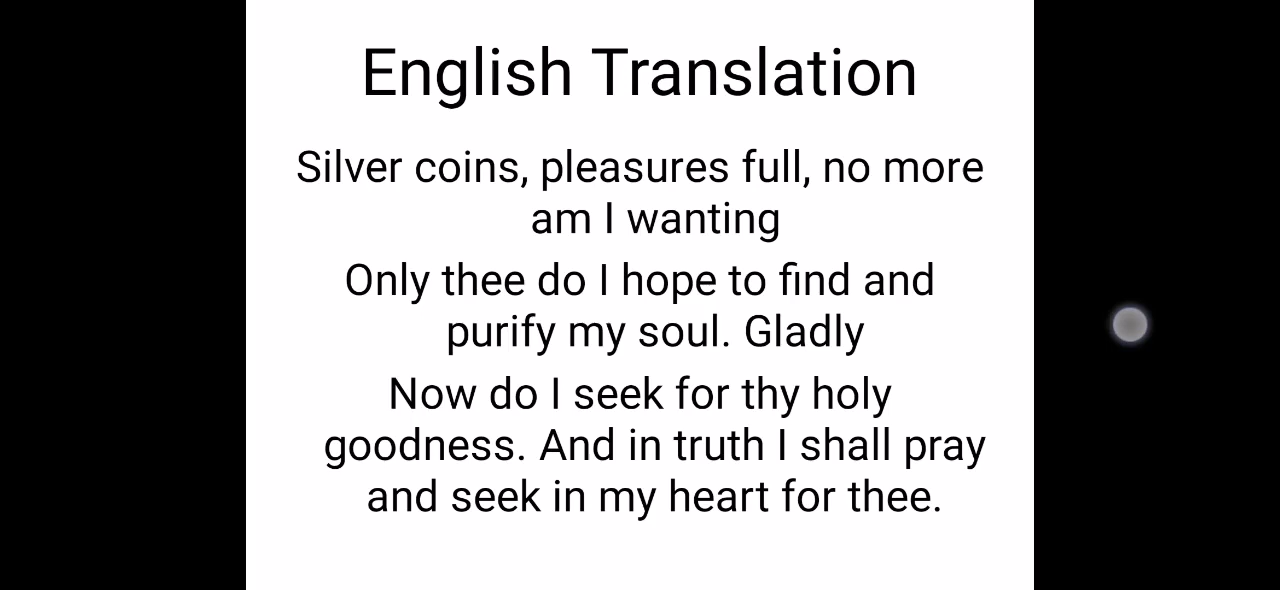 English Translation
Silver coins, pleasures full, no more
am I wanting
Only thee do I hope to find and
purify my soul. Gladly
Now do I seek for thy holy
goodness. And in truth I shall pray
and seek in my heart for thee.